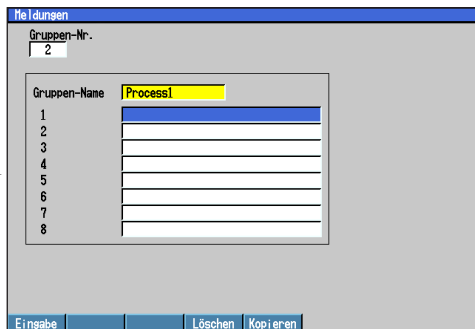 Meldungen
Gruppen-Nr.
2
Gruppen-Name Process1
1
2
3
4
5
6
7
8
Eingabe Löschen Kopieren